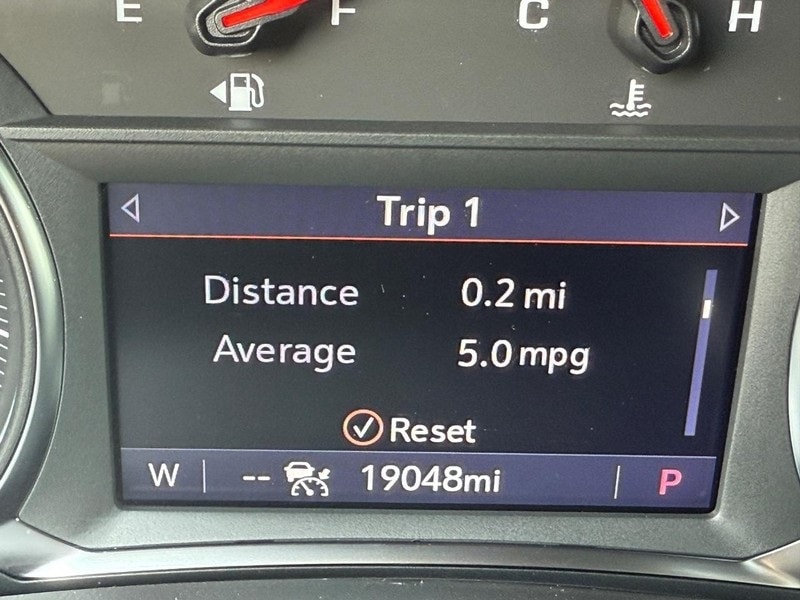 E F C H
Trip 1
Distance 0.2 mi
Average 5.0 mpg
Reset
W -- 19048mi P